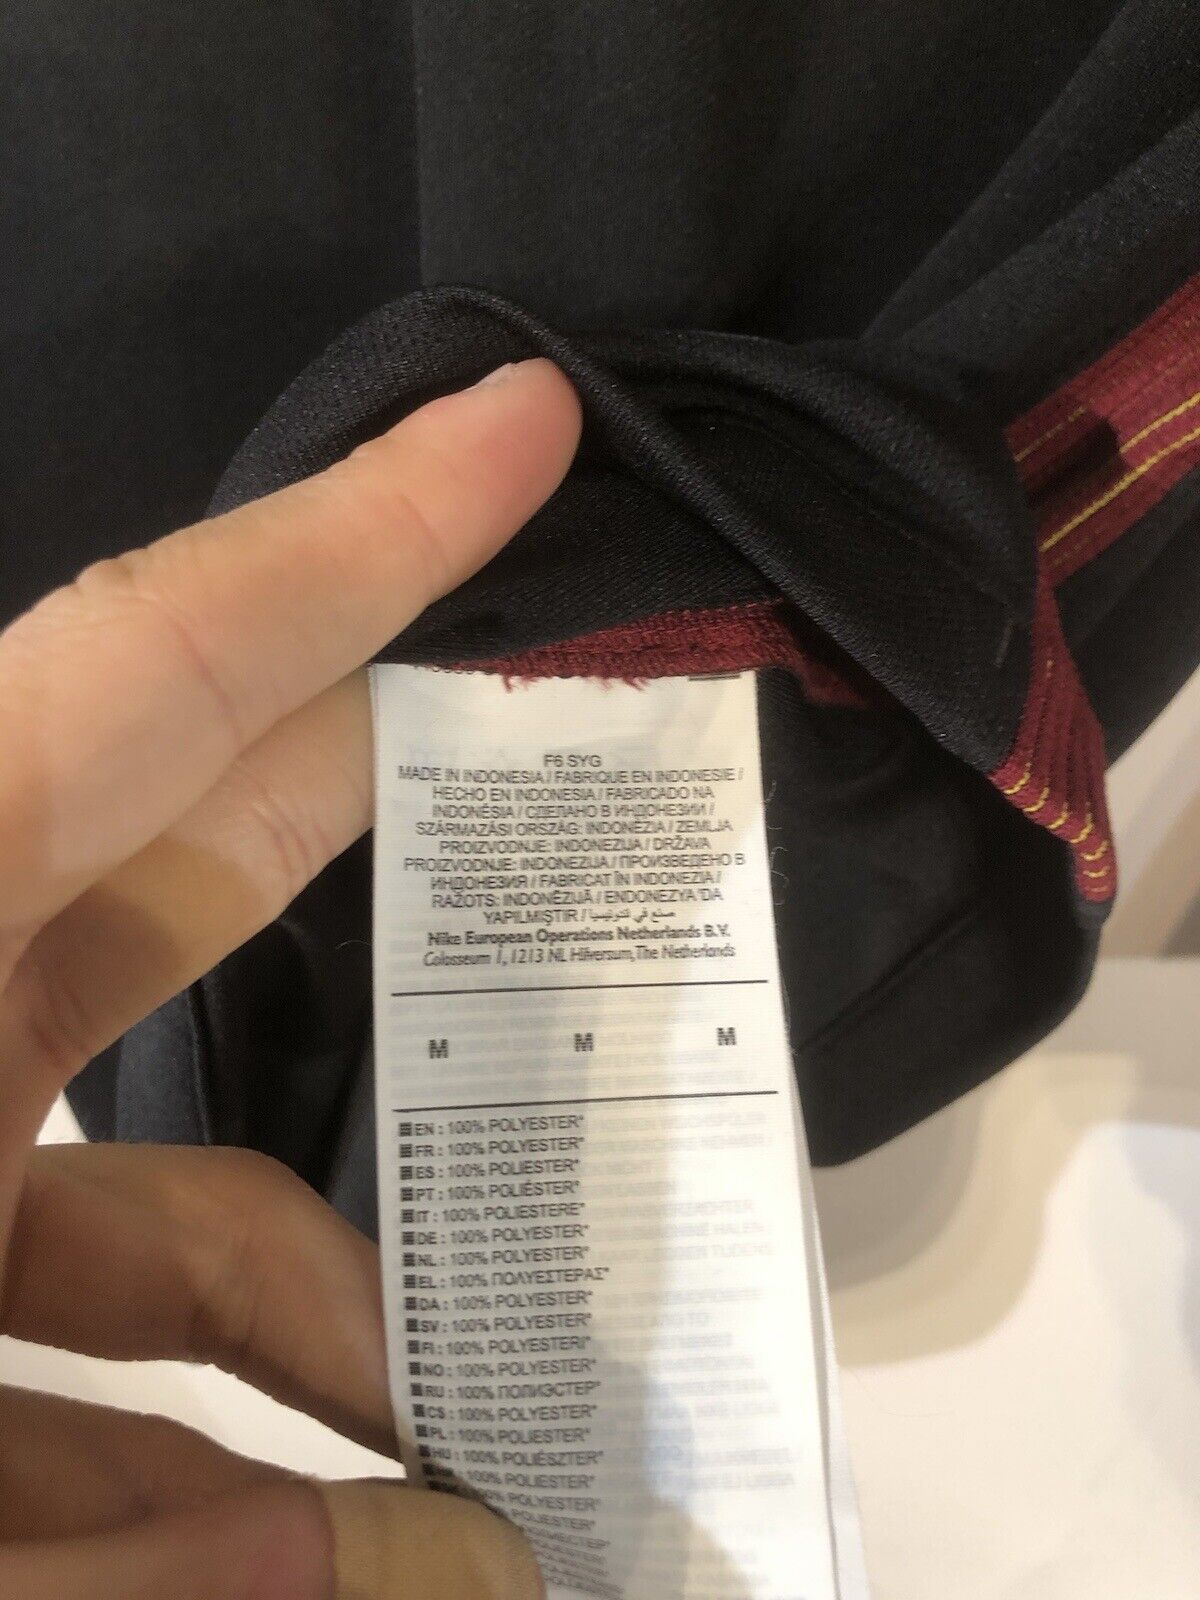 F6 SYG
MADE IN INDONESIA / FABRIQUE EN INDONESIE /
HECHO EN INDONESIA / FABRICADO NA
INDONÉSIA / СДЕЛАНО В ИНДОНЕЗИИ /
SZÁRMAZÁSI ORSZÁG: INDONÉZIA / ZEMLJA
PROIZVODNJE: INDONEZIJA / DRŽAVA
PROIZVODNJE: INDONEZIJA / ПРОИЗВЕДЕНО В
ИНДОНЕЗИЯ / FABRICAT ÎN INDONEZIA /
RAŽOTS: INDONĒZIJĀ / ENDONEZYA'DA
YAPILMIŞTIR / صنع في اندونيسيا
Nike European Operations Netherlands B.V.
Colosseum 1, 1213 NL Hilversum, The Netherlands
M M M
EN : 100% POLYESTER*
FR : 100% POLYESTER*
ES : 100% POLIESTER*
PT : 100% POLIÉSTER*
IT : 100% POLIESTERE*
DE : 100% POLYESTER*
NL : 100% POLYESTER*
EL : 100% ΠΟΛΥΕΣΤΕΡΑΣ*
DA : 100% POLYESTER*
SV : 100% POLYESTER*
FI : 100% POLYESTERI*
NO : 100% POLYESTER*
RU : 100% ПОЛИЭСТЕР*
CS : 100% POLYESTER*
PL : 100% POLIESTER*
HU : 100% POLIÉSZTER*
100% POLIESTER*
POLYESTER*
POLIESTER*